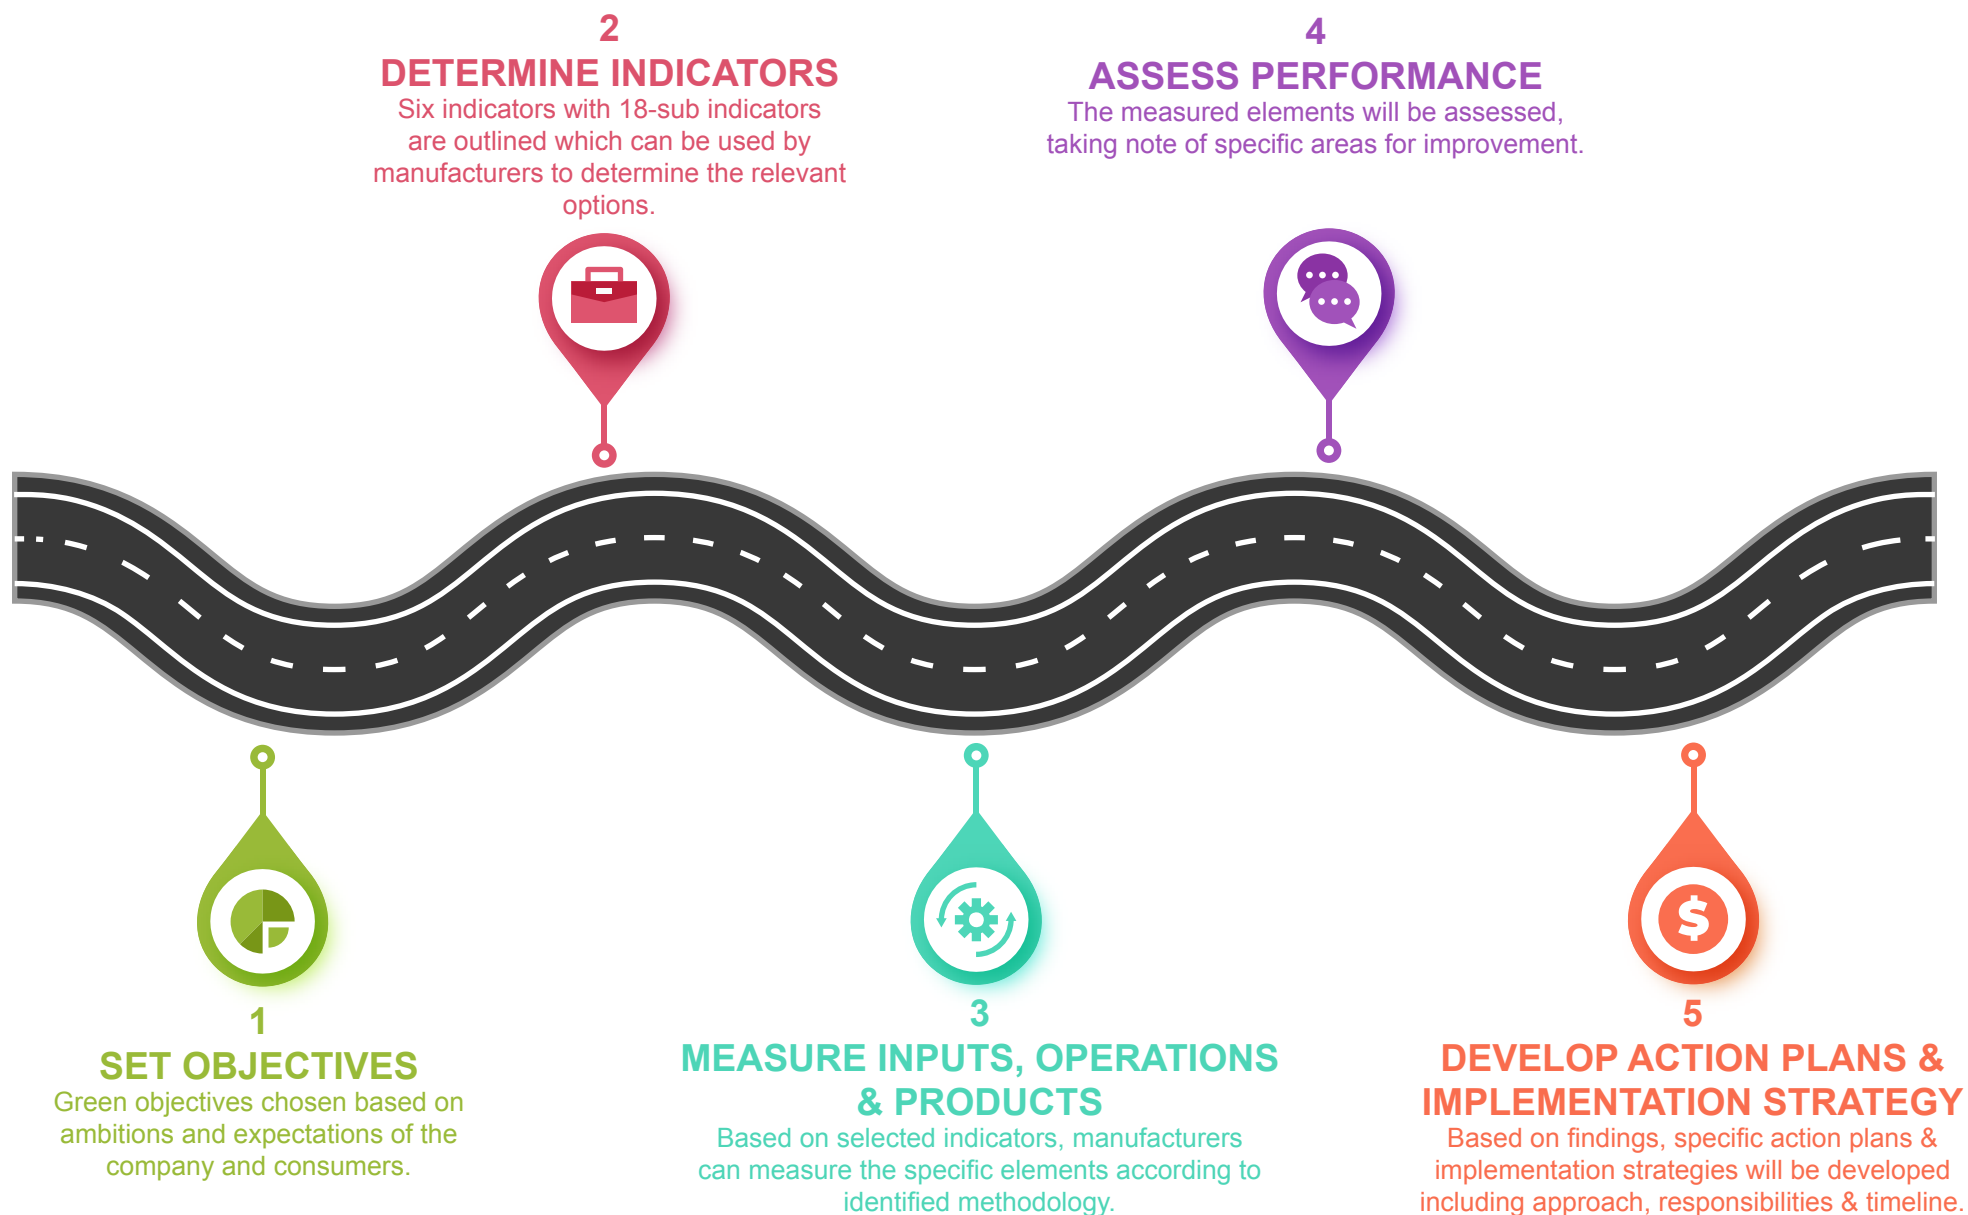 2
DETERMINE INDICATORS
Six indicators with 18-sub indicators
are outlined which can be used by
manufacturers to determine the relevant
options.
4
ASSESS PERFORMANCE
The measured elements will be assessed,
taking note of specific areas for improvement.
$
1
SET OBJECTIVES
Green objectives chosen based on
ambitions and expectations of the
company and consumers.
3
MEASURE INPUTS, OPERATIONS
& PRODUCTS
Based on selected indicators, manufacturers
can measure the specific elements according to
identified methodology.
5
DEVELOP ACTION PLANS &
IMPLEMENTATION STRATEGY
Based on findings, specific action plans &
implementation strategies will be developed
including approach, responsibilities & timeline.